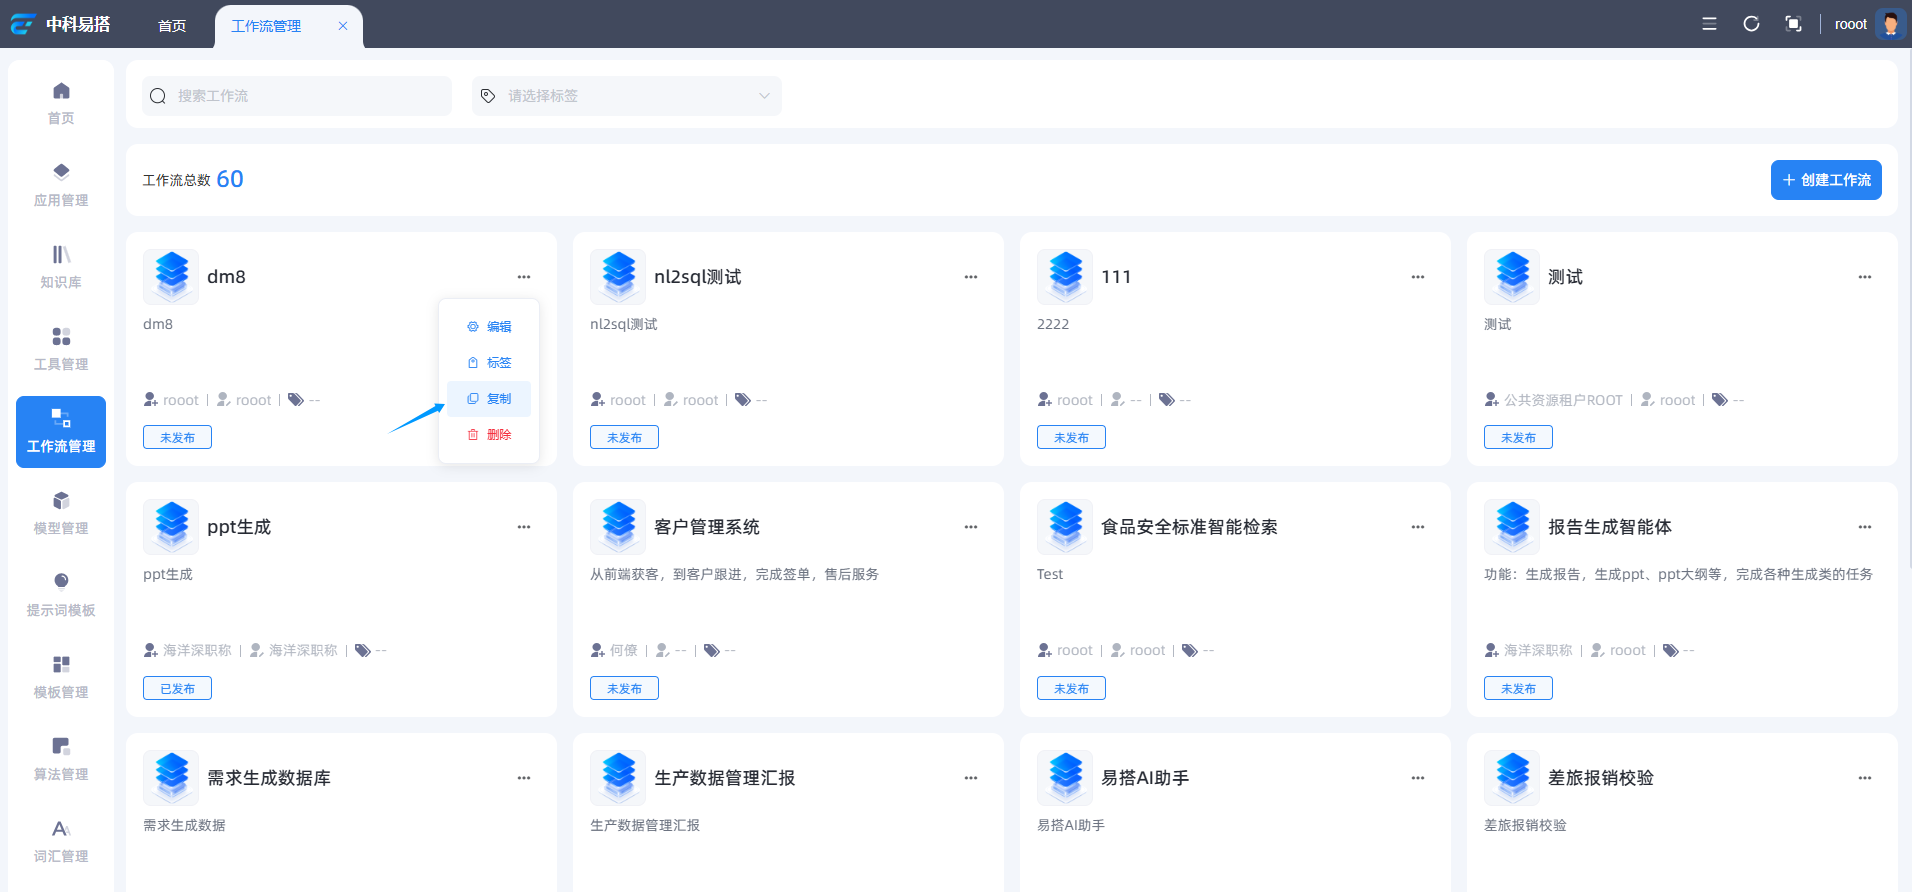 中科易搭
首页
工作流管理
rooot
首页
应用管理
知识库
工具管理
工作流管理
模型管理
提示词模板
模板管理
算法管理
词汇管理
搜索工作流
请选择标签
工作流总数 60
创建工作流
dm8
dm8
rooot | rooot | --
未发布
编辑
标签
复制
删除
nl2sql测试
nl2sql测试
rooot | rooot | --
未发布
111
2222
rooot | -- | --
未发布
测试
测试
公共资源租户ROOT | rooot | --
未发布
ppt生成
ppt生成
海洋深职称 | 海洋深职称 | --
已发布
客户管理系统
从前端获客，到客户跟进，完成签单，售后服务
何僚 | -- | --
未发布
食品安全标准智能检索
Test
rooot | rooot | --
未发布
报告生成智能体
功能：生成报告，生成ppt、ppt大纲等，完成各种生成类的任务
海洋深职称 | rooot | --
未发布
需求生成数据库
需求生成数据
生产数据管理汇报
生产数据管理汇报
易搭AI助手
易搭AI助手
差旅报销校验
差旅报销校验